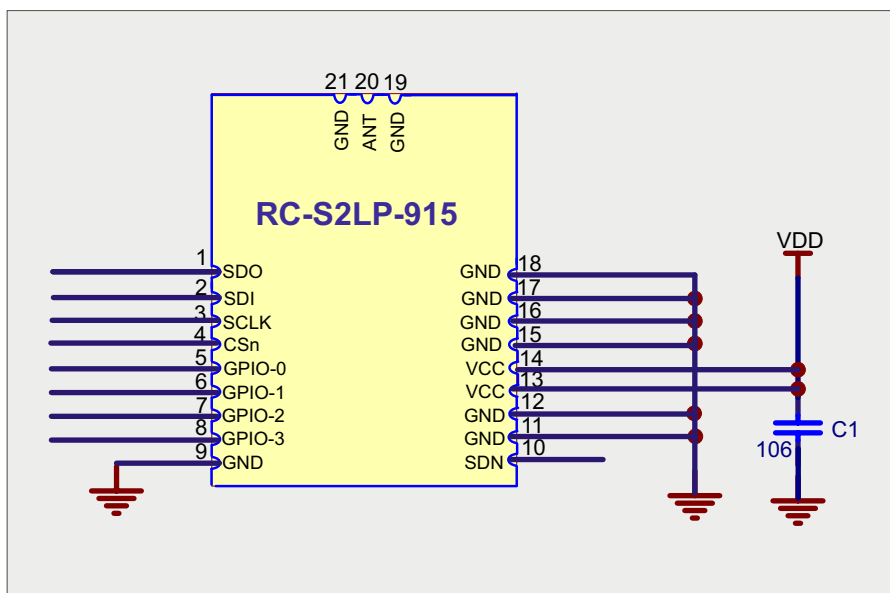 21 20 19
GND ANT GND
RC-S2LP-915
VDD
1 SDO
2 SDI
3 SCLK
4 CSn
5 GPIO-0
6 GPIO-1
7 GPIO-2
8 GPIO-3
9 GND
GND 18
GND 17
GND 16
GND 15
VCC 14
VCC 13
GND 12
GND 11
SDN 10
C1
106